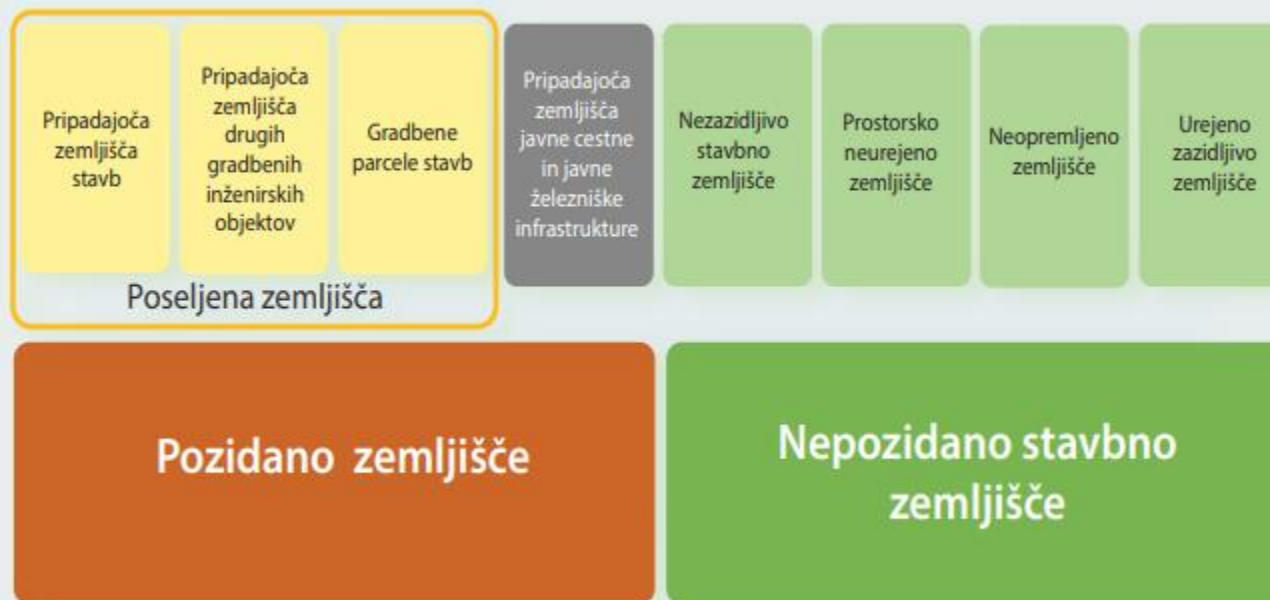 Pripadajoča
zemljišča
stavb
Pripadajoča
zemljišča
drugih
gradbenih
inženirskih
objektov
Gradbene
parcele stavb
Poseljena zemljišča
Pripadajoča
zemljišča
javne cestne
in javne
železniške
infrastrukture
Nezazidljivo
stavbno
zemljišče
Prostorsko
neurejeno
zemljišče
Neopremljeno
zemljišče
Urejeno
zazidljivo
zemljišče
Pozidano zemljišče
Nepozidano stavbno
zemljišče